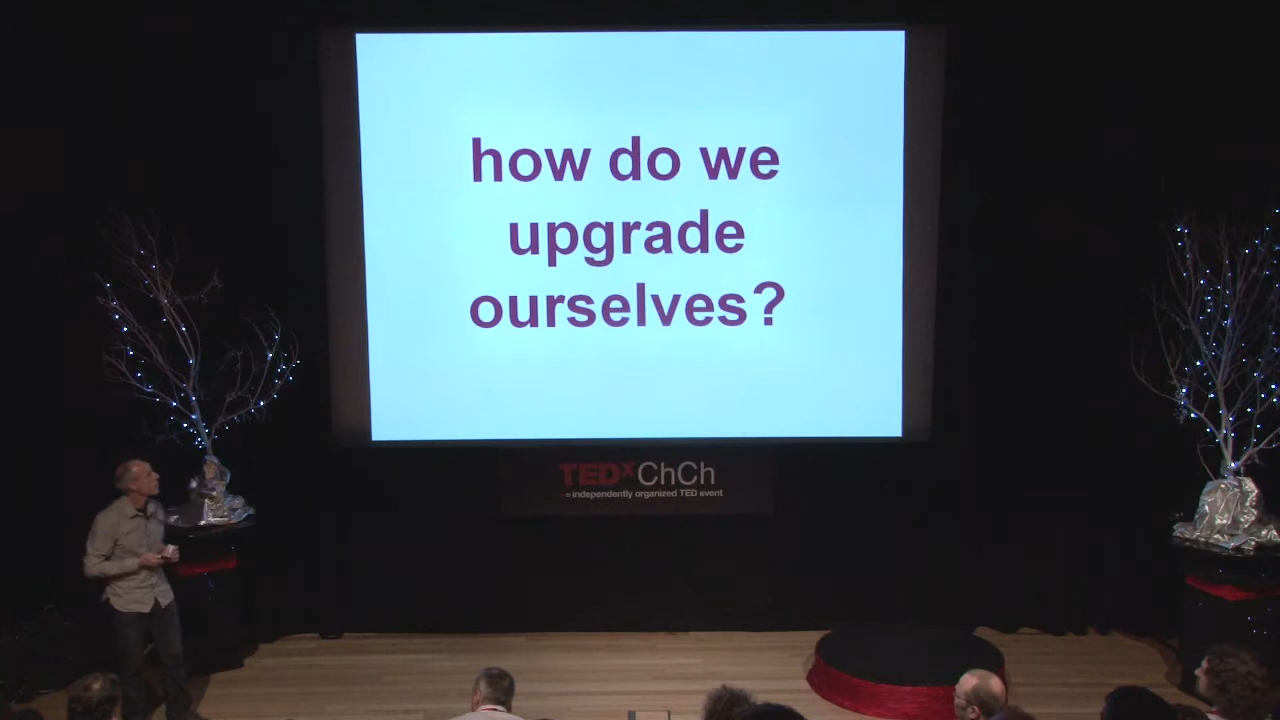 how do we
upgrade
ourselves?
TEDxChCh
x = independently organized TED event